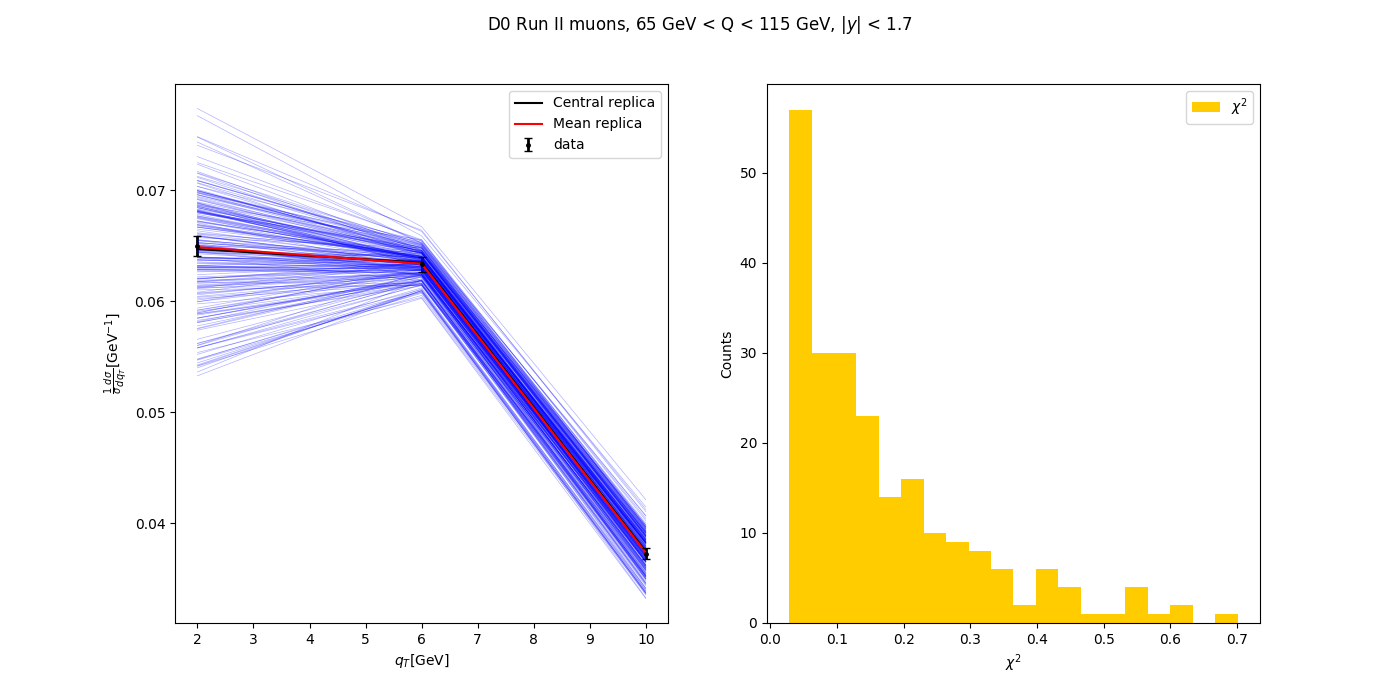 D0 Run II muons, 65 GeV < Q < 115 GeV, |y| < 1.7
Central replica
Mean replica
data
0.07
0.06
0.05
0.04
1/σ dσ/dq_T [GeV⁻¹]
2 3 4 5 6 7 8 9 10
q_T[GeV]
χ²
50
40
30
20
10
0
Counts
0.0 0.1 0.2 0.3 0.4 0.5 0.6 0.7
χ²